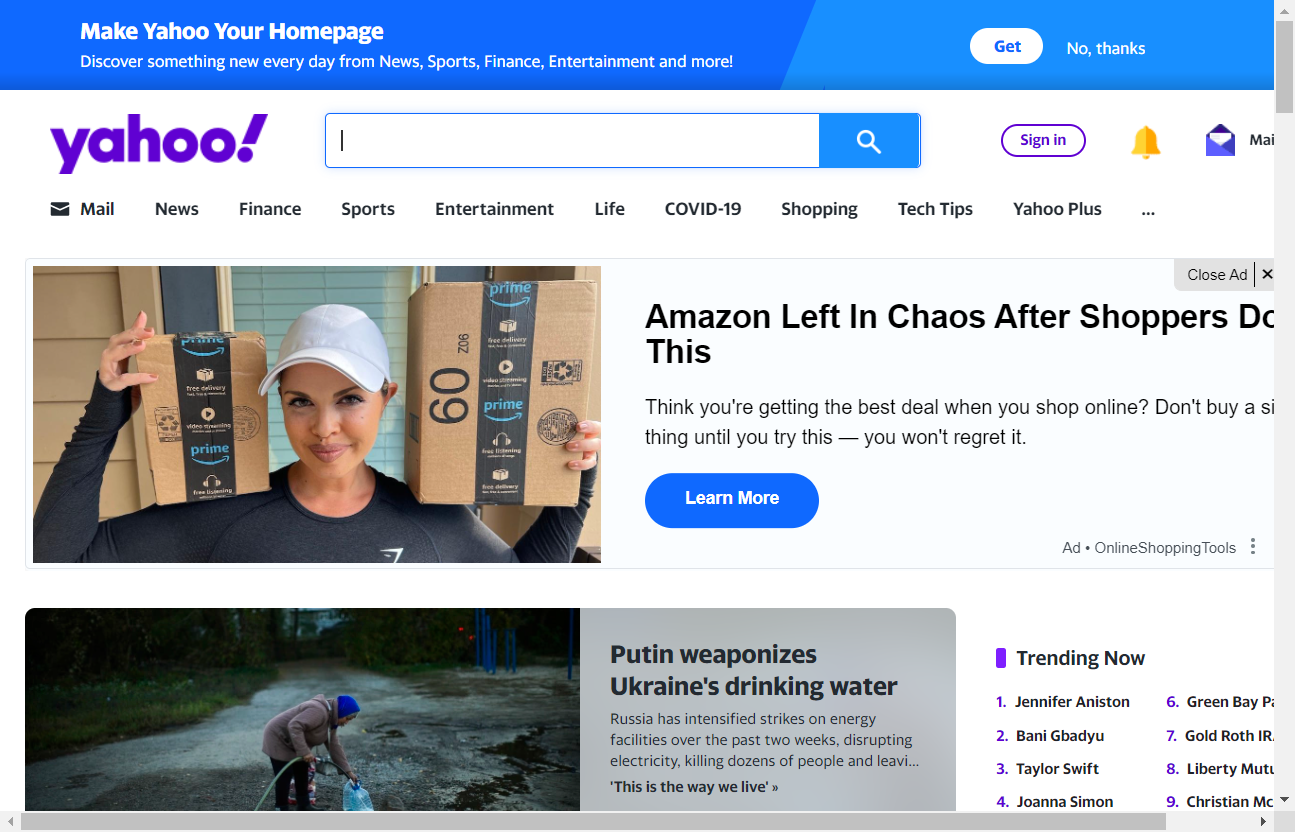 Make Yahoo Your Homepage
Discover something new every day from News, Sports, Finance, Entertainment and more!
Get
No, thanks
yahoo!
Sign in
Mai
Mail
News
Finance
Sports
Entertainment
Life
COVID-19
Shopping
Tech Tips
Yahoo Plus
...
Close Ad
prime
free delivery
video streaming
prime
free listening
prime
free delivery
video streaming
prime
free listening
free delivery
60
Z06
Amazon Left In Chaos After Shoppers Do
This
Think you're getting the best deal when you shop online? Don't buy a si
thing until you try this — you won't regret it.
Learn More
Ad • OnlineShoppingTools
Putin weaponizes
Ukraine's drinking water
Russia has intensified strikes on energy
facilities over the past two weeks, disrupting
electricity, killing dozens of people and leavi...
'This is the way we live' »
Trending Now
1. Jennifer Aniston
2. Bani Gbadyu
3. Taylor Swift
4. Joanna Simon
6. Green Bay Pa
7. Gold Roth IR
8. Liberty Mutu
9. Christian Mc